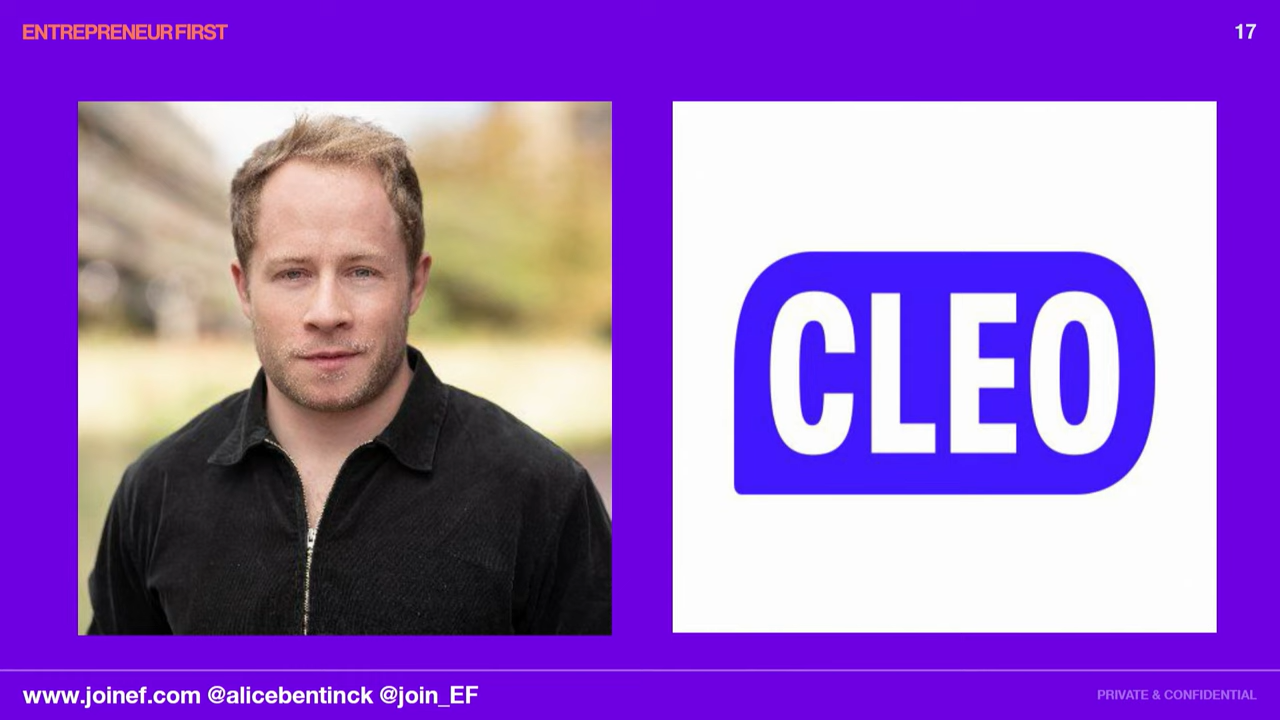 ENTREPRENEUR FIRST
17
CLEO
www.joinef.com @alicebentinck @join_EF
PRIVATE & CONFIDENTIAL